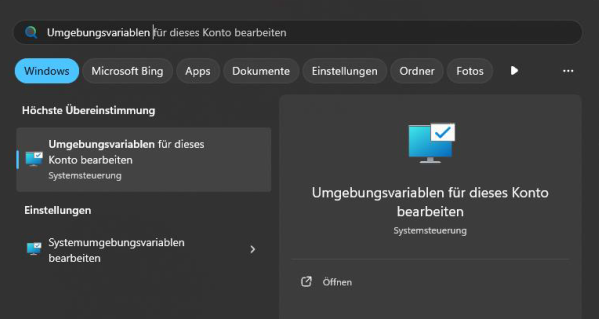 Umgebungsvariablen für dieses Konto bearbeiten
Windows Microsoft Bing Apps Dokumente Einstellungen Ordner Fotos
Höchste Übereinstimmung
Umgebungsvariablen für dieses
Konto bearbeiten
Systemsteuerung
Einstellungen
Systemumgebungsvariablen
bearbeiten
Umgebungsvariablen für dieses Konto
bearbeiten
Systemsteuerung
Öffnen